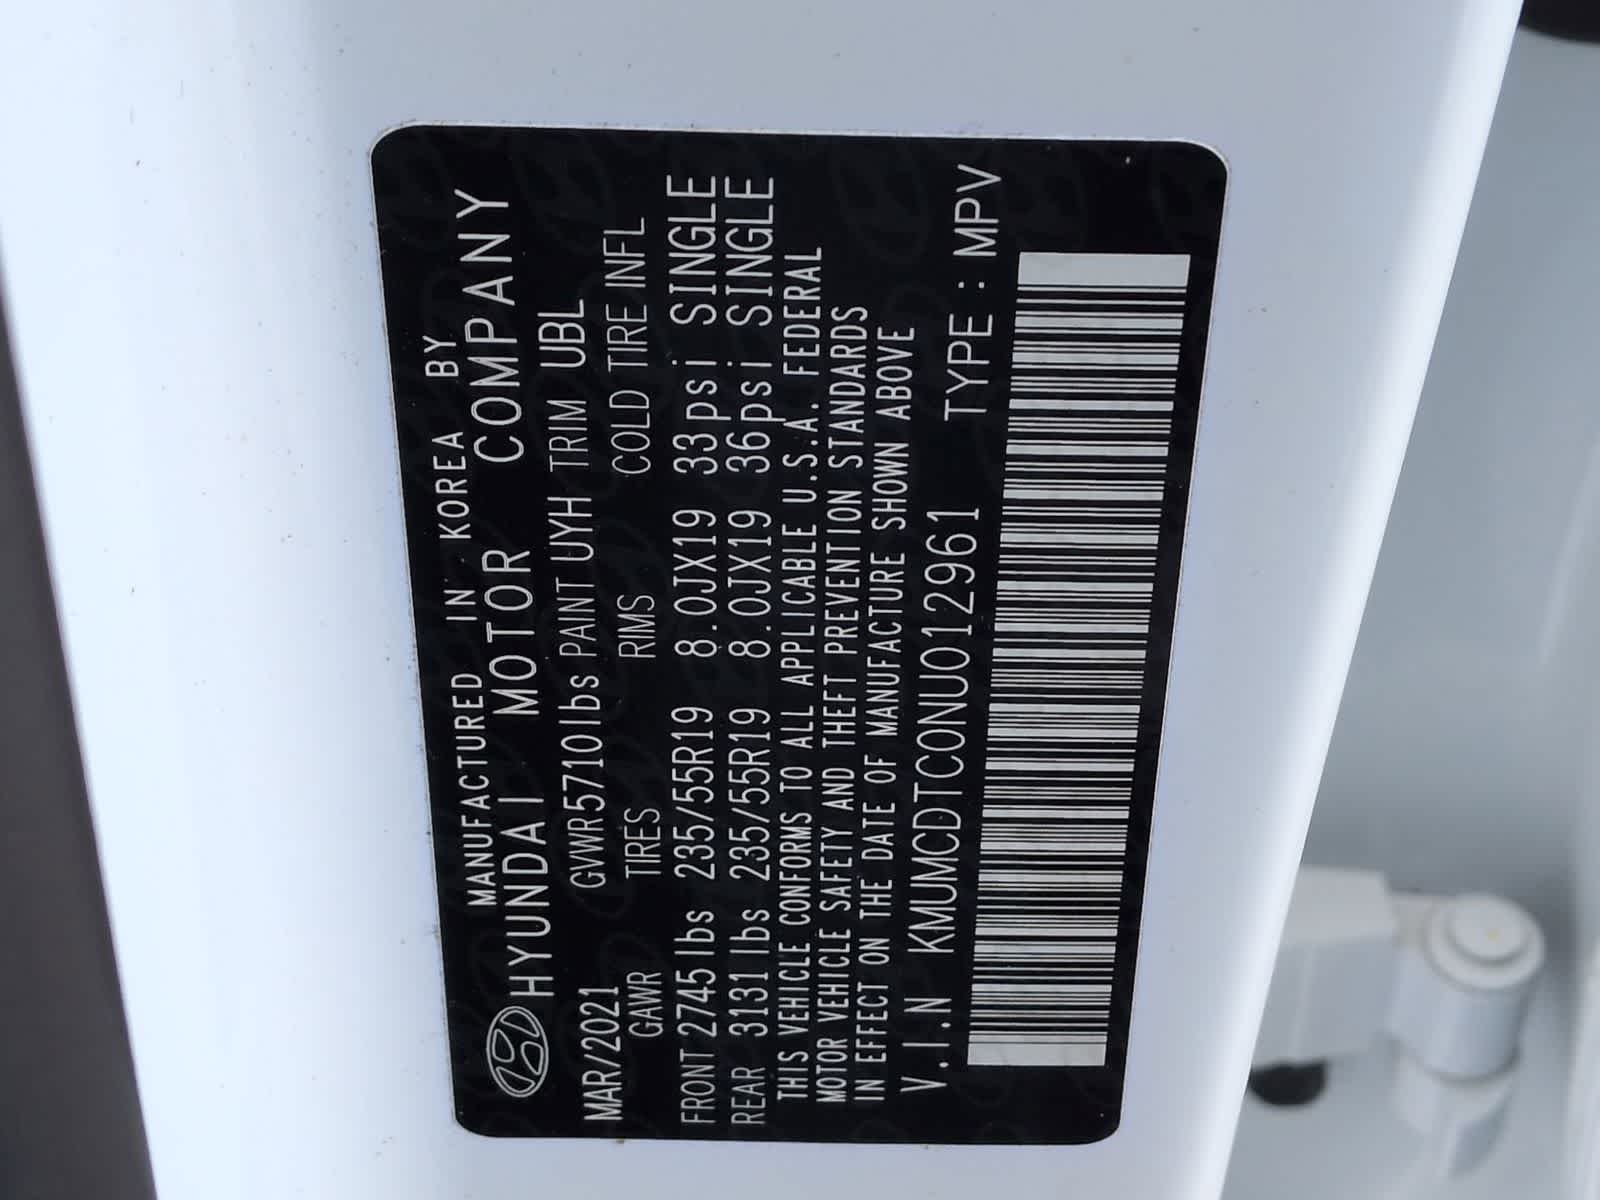 MANUFACTURED IN KOREA BY
HYUNDAI MOTOR COMPANY
MAR/2021 GVWR5710lbs PAINT UYH TRIM UBL
GAWR TIRES RIMS COLD TIRE INFL
FRONT 2745lbs 235/55R19 8.0JX19 33psi SINGLE
REAR 3131lbs 235/55R19 8.0JX19 36psi SINGLE
THIS VEHICLE CONFORMS TO ALL APPLICABLE U.S.A. FEDERAL
MOTOR VEHICLE SAFETY AND THEFT PREVENTION STANDARDS
IN EFFECT ON THE DATE OF MANUFACTURE SHOWN ABOVE
V.I.N KMUMCDTC0NU012961 TYPE : MPV